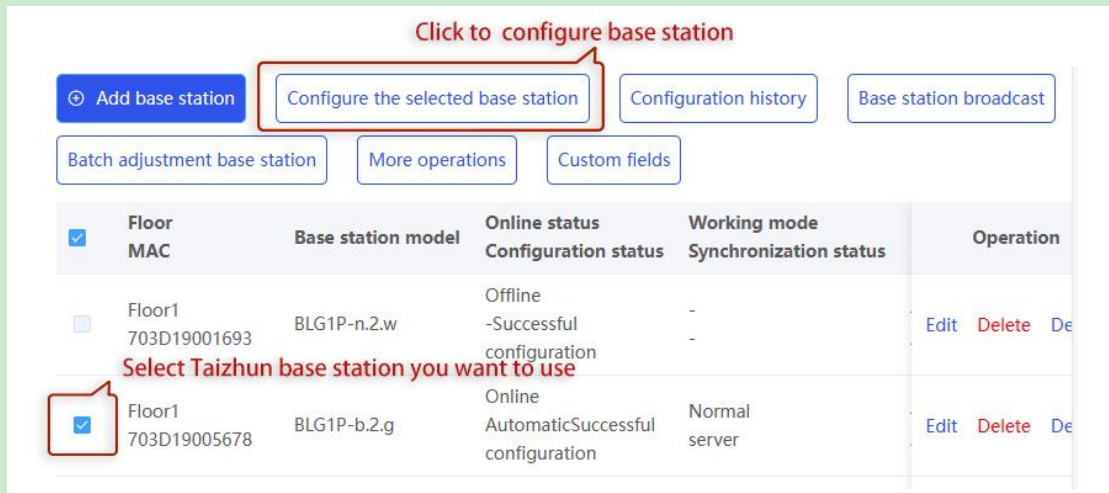 Click to configure base station
Add base station
Configure the selected base station
Configuration history
Base station broadcast
Batch adjustment base station
More operations
Custom fields
Floor
MAC
Base station model
Online status
Configuration status
Working mode
Synchronization status
Operation
Floor1
703D19001693
BLG1P-n.2.w
Offline
-Successful
configuration
-
-
Edit Delete De
Select Taizhun base station you want to use
Floor1
703D19005678
BLG1P-b.2.g
Online
AutomaticSuccessful
configuration
Normal
server
Edit Delete De